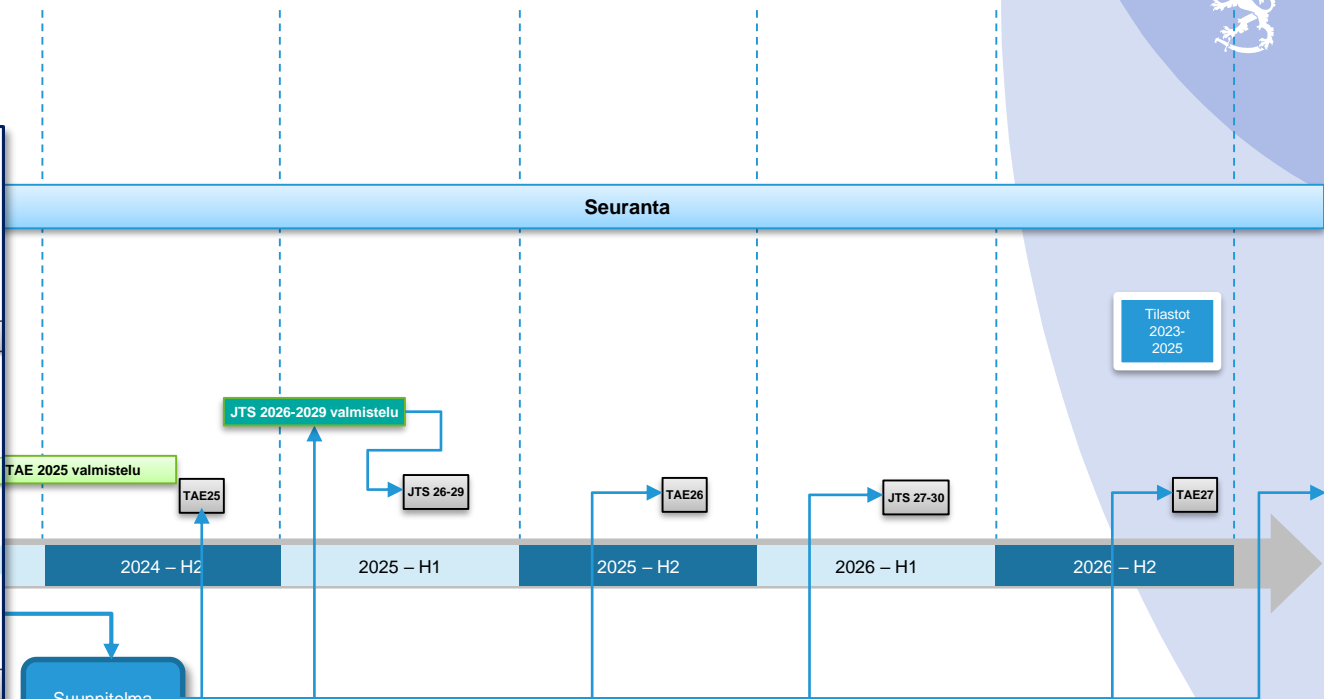 Seuranta
Tilastot
2023-
2025
JTS 2026-2029 valmistelu
TAE 2025 valmistelu
TAE25
JTS 26-29
TAE26
JTS 27-30
TAE27
2024 – H2
2025 – H1
2025 – H2
2026 – H1
2026 – H2
Suunnitelma